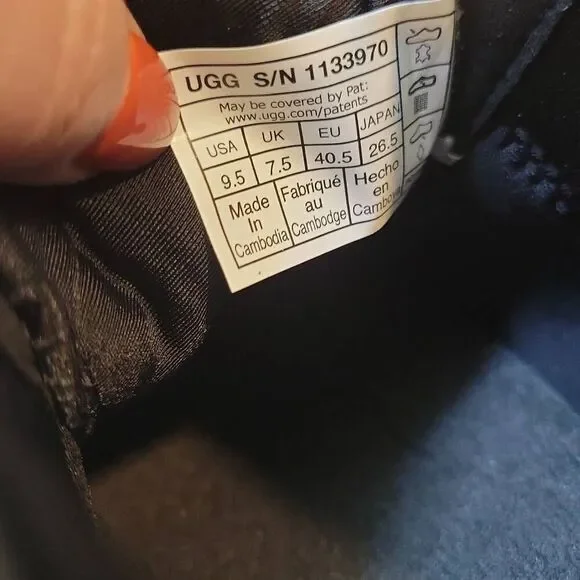 UGG S/N 1133970
May be covered by Pat:
www.ugg.com/patents
USA UK EU JAPAN
9.5 7.5 40.5 26.5
Made Fabriqué Hecho
In au en
Cambodia Cambodge